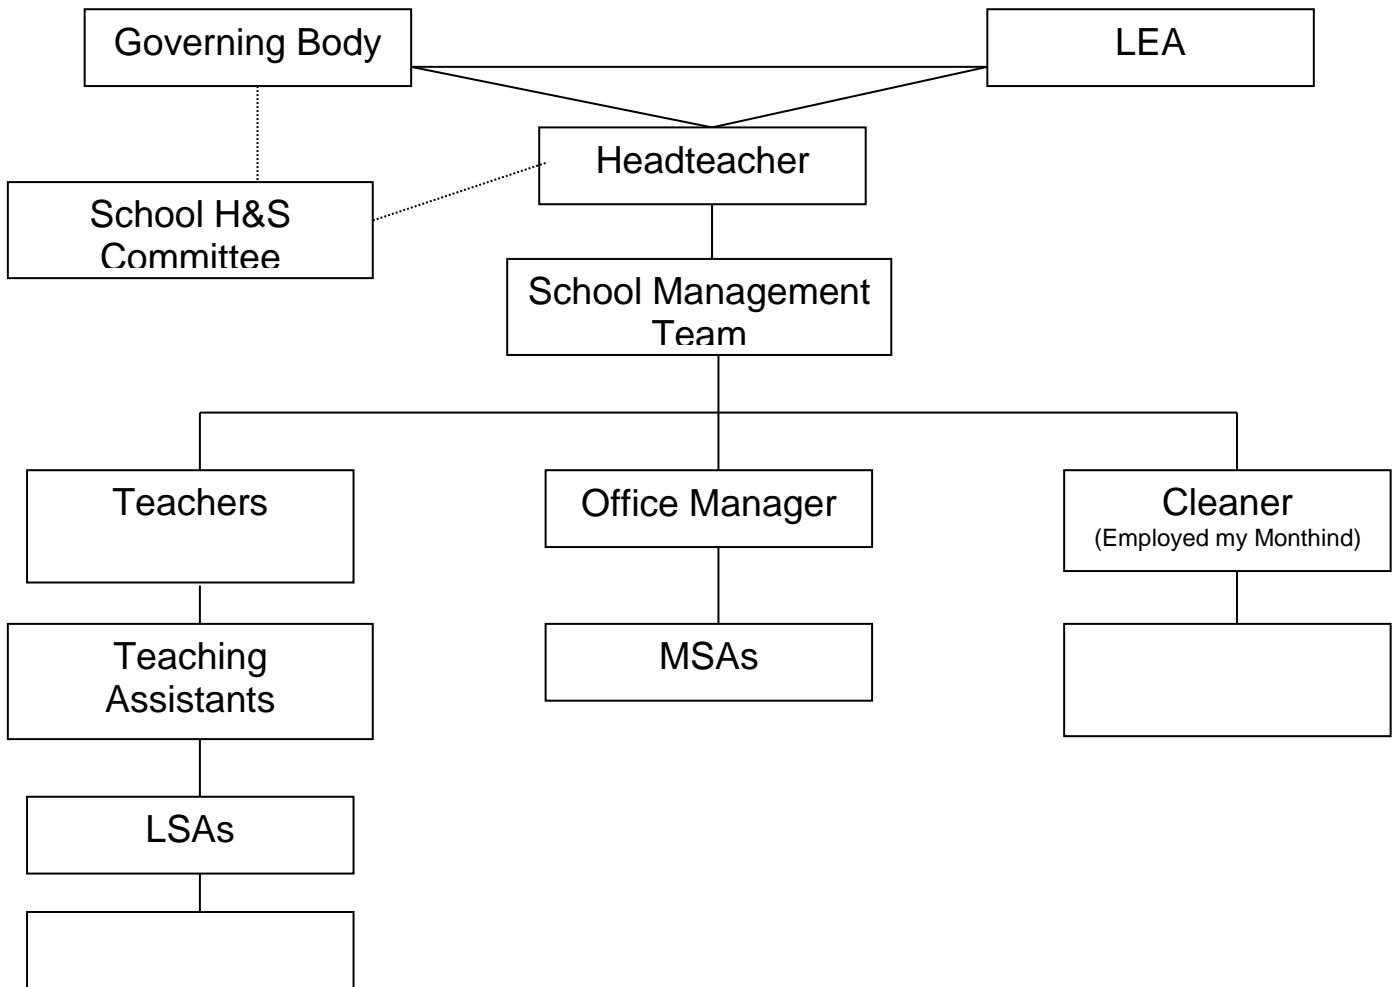 Governing Body
LEA
Headteacher
School H&S
Committee
School Management
Team
Teachers
Office Manager
Cleaner
(Employed my Monthind)
Teaching
Assistants
MSAs
LSAs